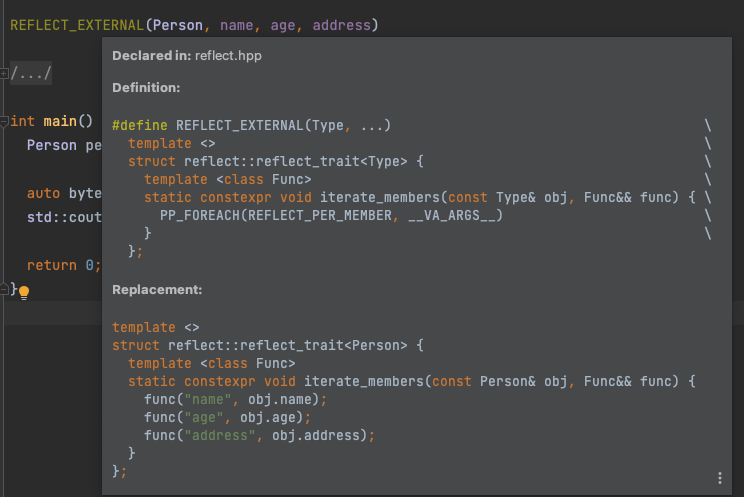 REFLECT_EXTERNAL(Person, name, age, address)
/.../
int main()
Person pe
auto byte
std::cout
return 0;
}
Declared in: reflect.hpp
Definition:
#define REFLECT_EXTERNAL(Type, ...) \
template <> \
struct reflect::reflect_trait<Type> { \
template <class Func> \
static constexpr void iterate_members(const Type& obj, Func&& func) { \
PP_FOREACH(REFLECT_PER_MEMBER, __VA_ARGS__) \
} \
};
Replacement:
template <>
struct reflect::reflect_trait<Person> {
template <class Func>
static constexpr void iterate_members(const Person& obj, Func&& func) {
func("name", obj.name);
func("age", obj.age);
func("address", obj.address);
}
};